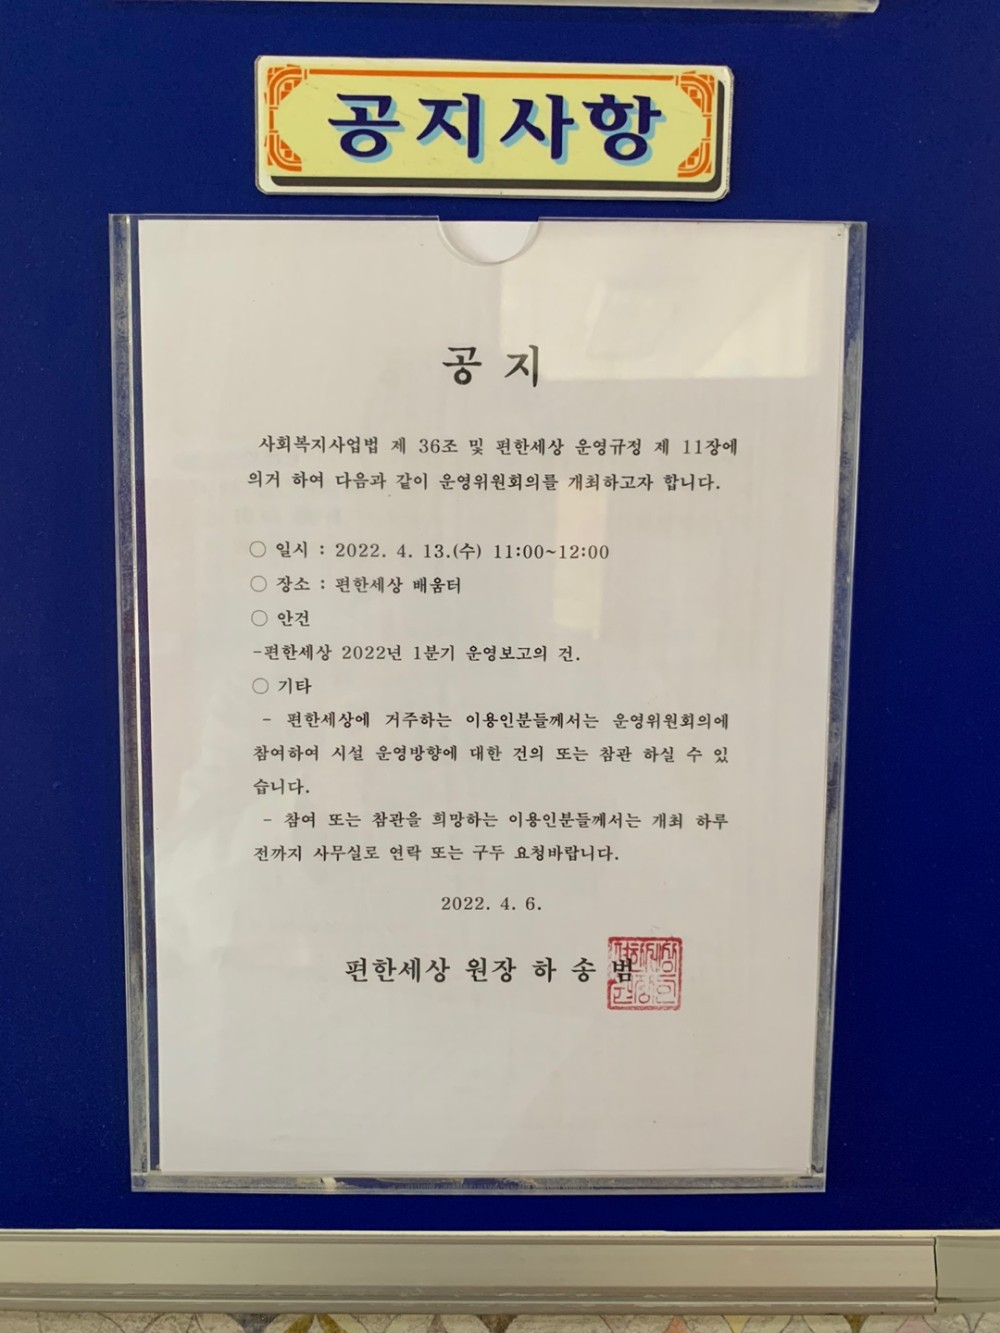 공지사항
공 지
사회복지사업법 제 36조 및 편한세상 운영규정 제 11장에
의거 하여 다음과 같이 운영위원회의를 개최하고자 합니다.
○ 일시 : 2022. 4. 13.(수) 11:00~12:00
○ 장소 : 편한세상 배움터
○ 안건
-편한세상 2022년 1분기 운영보고의 건.
○ 기타
- 편한세상에 거주하는 이용인분들께서는 운영위원회의에
참여하여 시설 운영방향에 대한 건의 또는 참관 하실 수 있
습니다.
- 참여 또는 참관을 희망하는 이용인분들께서는 개최 하루
전까지 사무실로 연락 또는 구두 요청바랍니다.
2022. 4. 6.
편한세상 원장 하 송 범